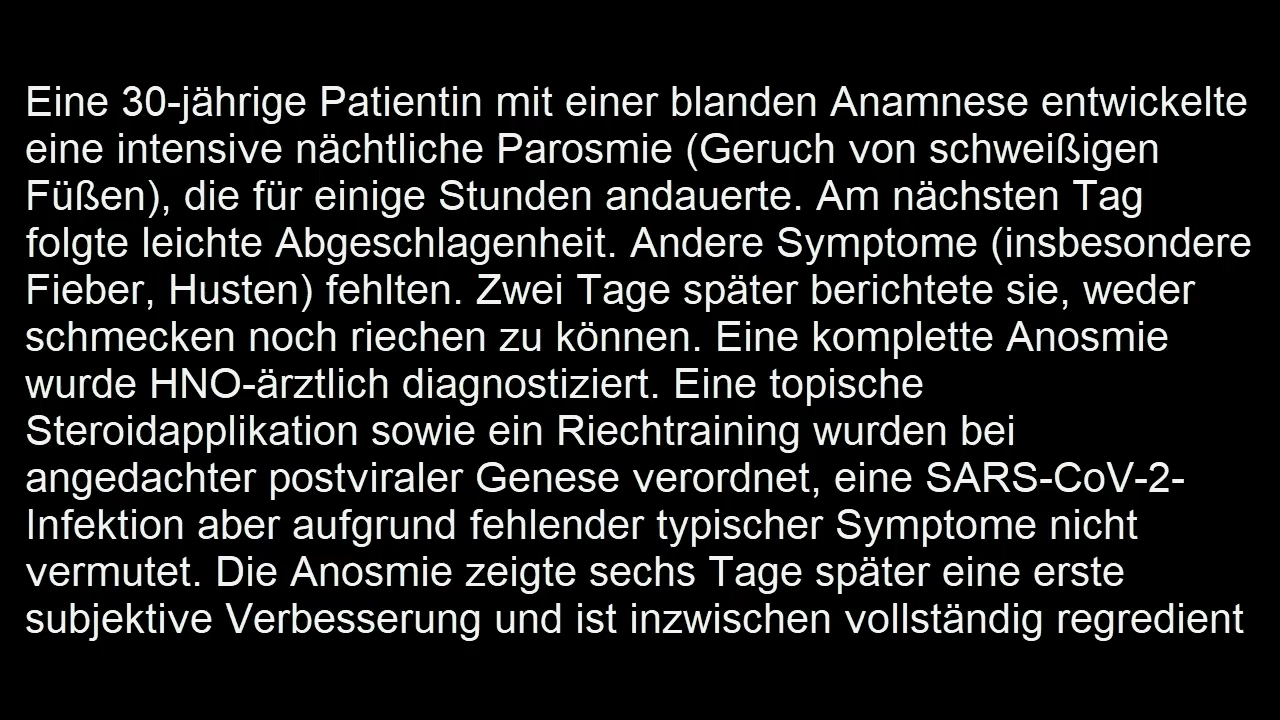 Eine 30-jährige Patientin mit einer blanden Anamnese entwickelte
eine intensive nächtliche Parosmie (Geruch von schweißigen
Füßen), die für einige Stunden andauerte. Am nächsten Tag
folgte leichte Abgeschlagenheit. Andere Symptome (insbesondere
Fieber, Husten) fehlten. Zwei Tage später berichtete sie, weder
schmecken noch riechen zu können. Eine komplette Anosmie
wurde HNO-ärztlich diagnostiziert. Eine topische
Steroidapplikation sowie ein Riechtraining wurden bei
angedachter postviraler Genese verordnet, eine SARS-CoV-2-
Infektion aber aufgrund fehlender typischer Symptome nicht
vermutet. Die Anosmie zeigte sechs Tage später eine erste
subjektive Verbesserung und ist inzwischen vollständig regredient